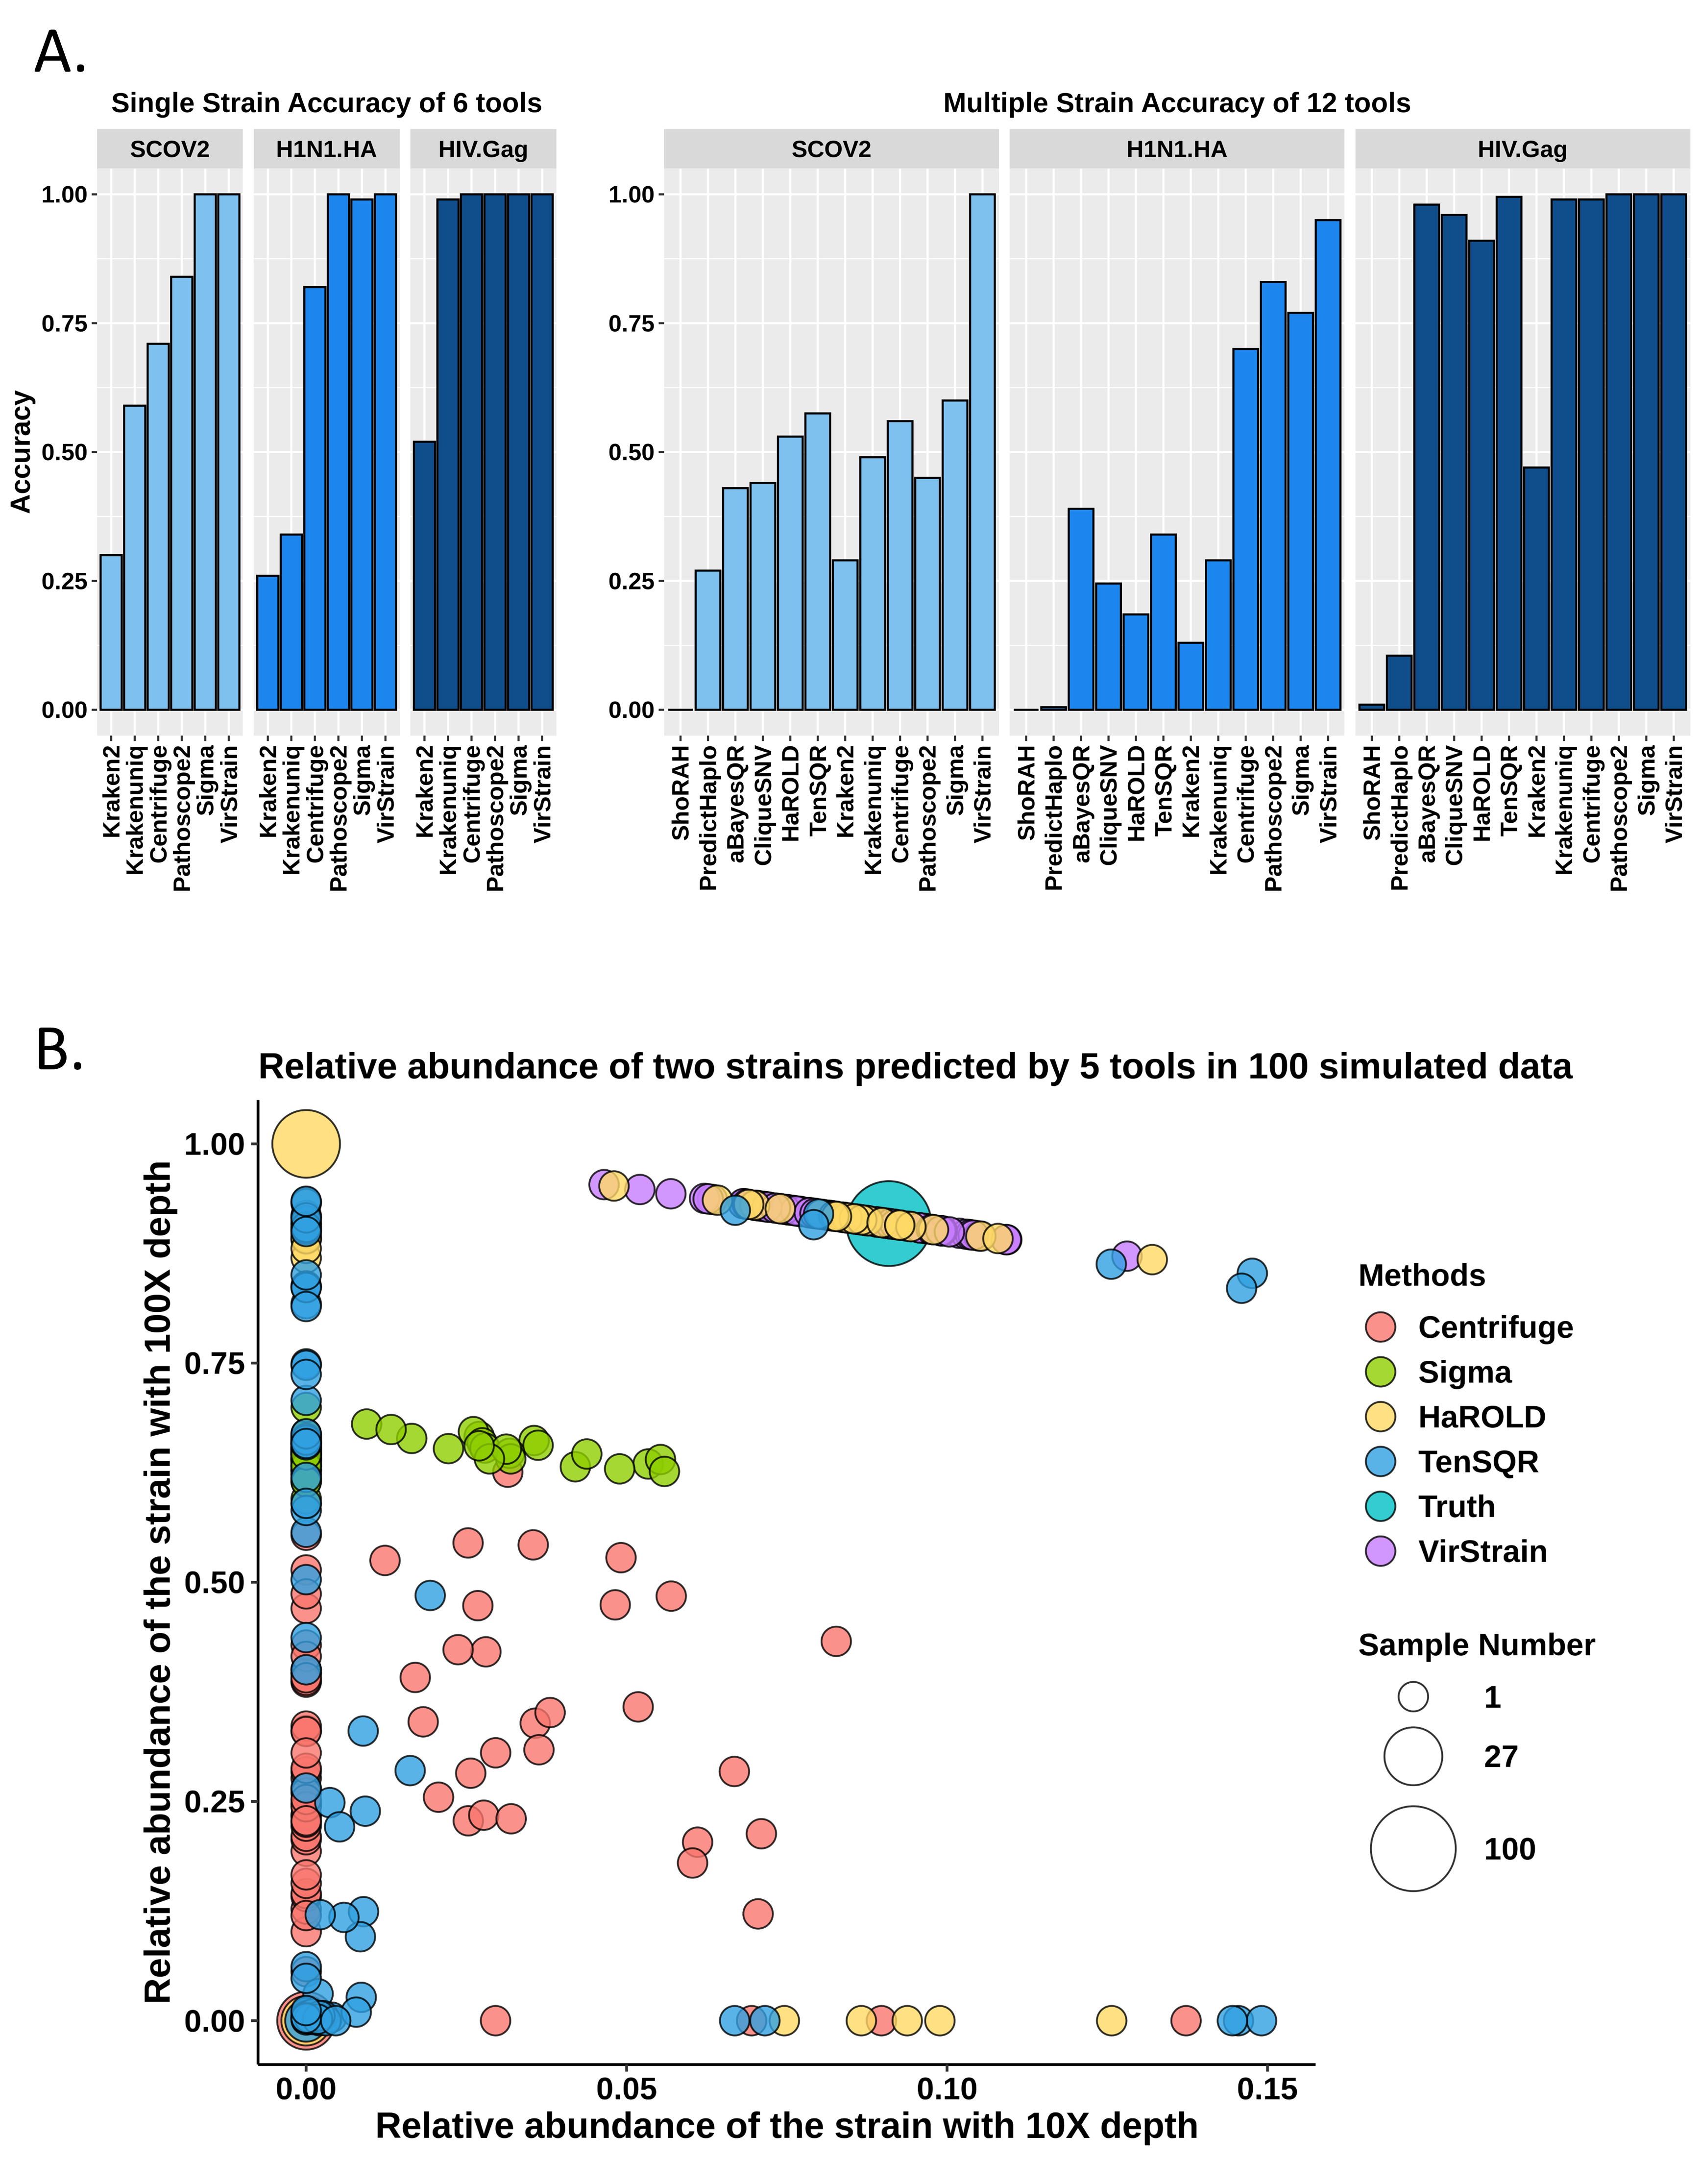 A.
Single Strain Accuracy of 6 tools
Multiple Strain Accuracy of 12 tools
SCOV2 H1N1.HA HIV.Gag
SCOV2 H1N1.HA HIV.Gag
Accuracy
1.00
0.75
0.50
0.25
0.00
1.00
0.75
0.50
0.25
0.00
Kraken2
Krakenuniq
Centrifuge
Pathoscope2
Sigma
VirStrain
Kraken2
Krakenuniq
Centrifuge
Pathoscope2
Sigma
VirStrain
Kraken2
Krakenuniq
Centrifuge
Pathoscope2
Sigma
VirStrain
ShoRAH
PredictHaplo
aBayesQR
CliqueSNV
HaROLD
TenSQR
Kraken2
Krakenuniq
Centrifuge
Pathoscope2
Sigma
VirStrain
ShoRAH
PredictHaplo
aBayesQR
CliqueSNV
HaROLD
TenSQR
Kraken2
Krakenuniq
Centrifuge
Pathoscope2
Sigma
VirStrain
ShoRAH
PredictHaplo
aBayesQR
CliqueSNV
HaROLD
TenSQR
Kraken2
Krakenuniq
Centrifuge
Pathoscope2
Sigma
VirStrain
B.
Relative abundance of two strains predicted by 5 tools in 100 simulated data
Relative abundance of the strain with 100X depth
1.00
0.75
0.50
0.25
0.00
0.00 0.05 0.10 0.15
Relative abundance of the strain with 10X depth
Methods
Centrifuge
Sigma
HaROLD
TenSQR
Truth
VirStrain
Sample Number
1
27
100